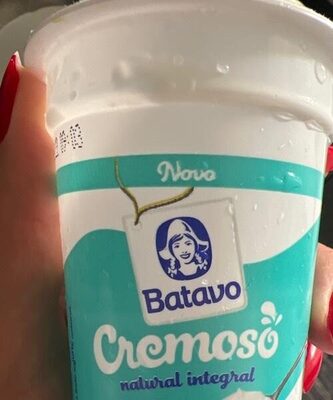 Novo
Batavo
Cremoso
natural integral